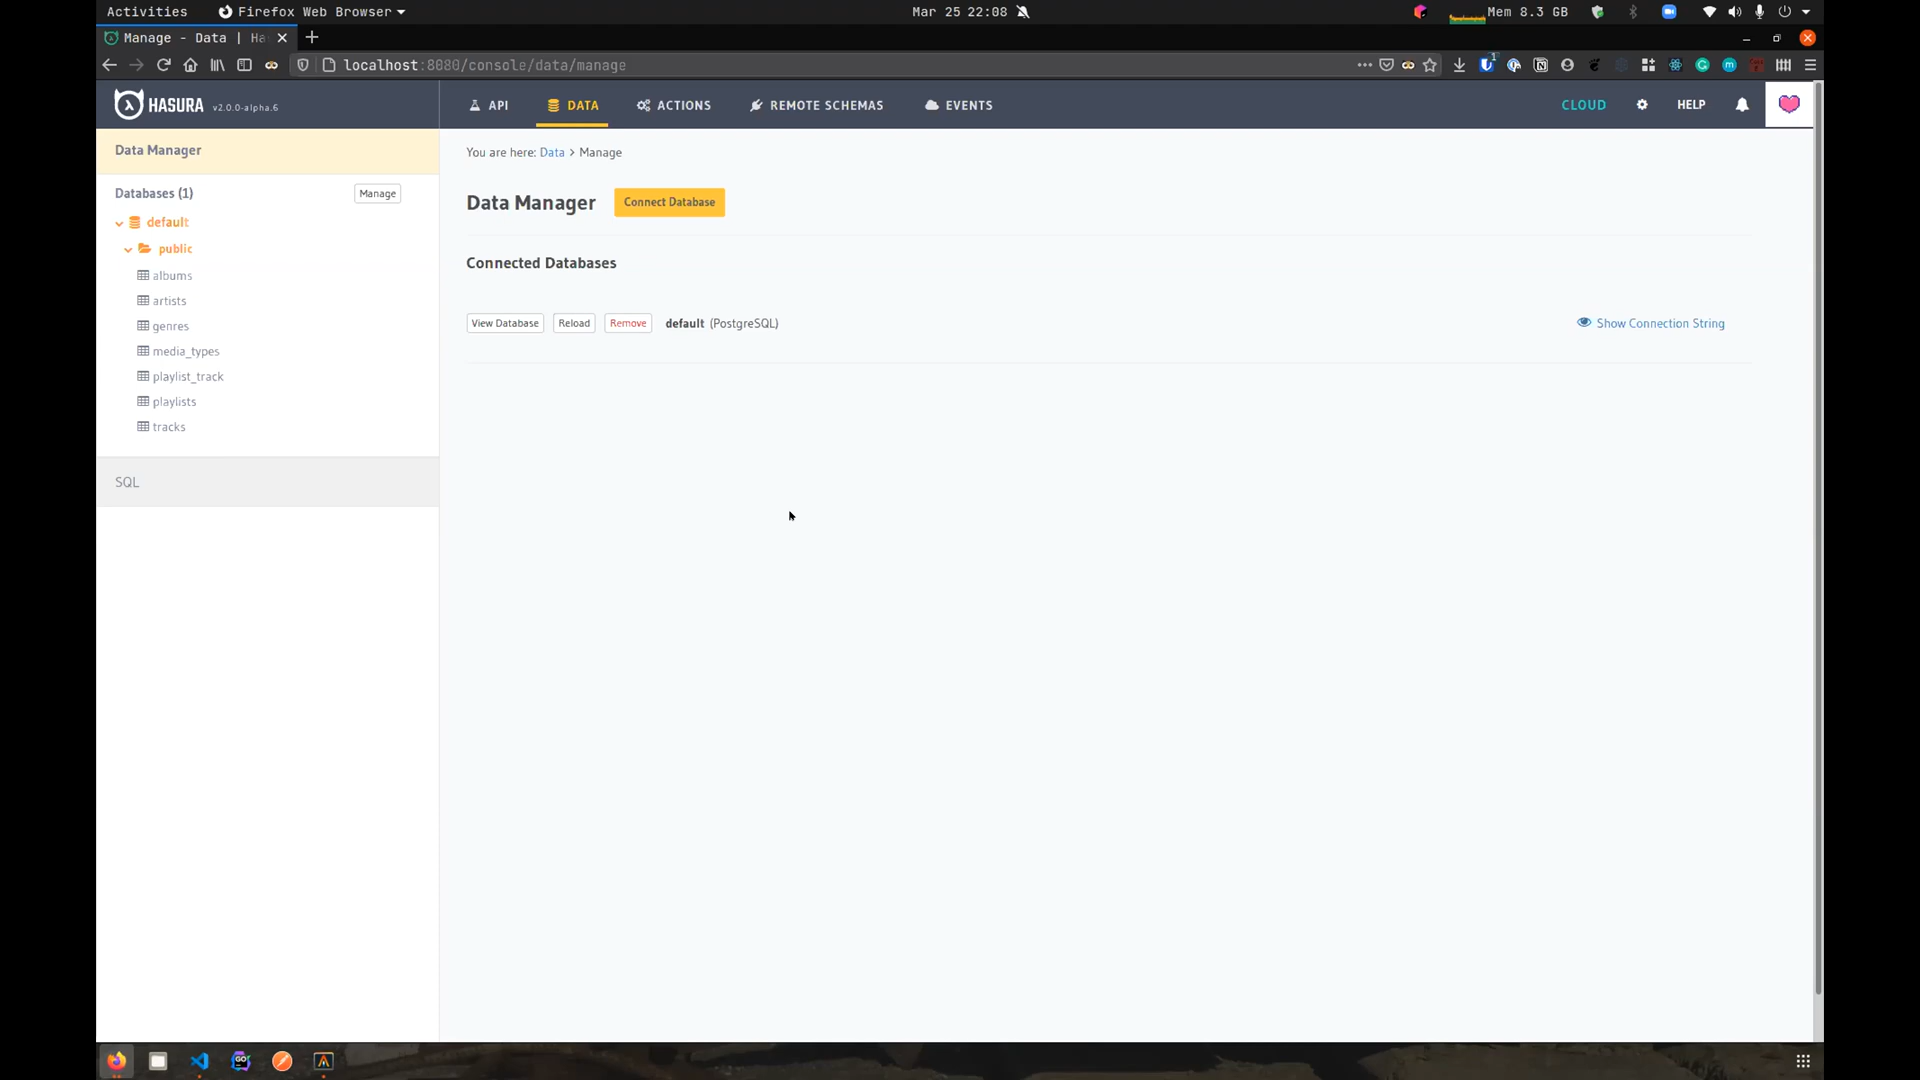 Activities
Firefox Web Browser
Mar 25 22:08
Mem 8.3 GB
Manage - Data | Ha
localhost:8080/console/data/manage
1
HASURA v2.0.0-alpha.6
API
DATA
ACTIONS
REMOTE SCHEMAS
EVENTS
CLOUD
HELP
Data Manager
Databases (1)
Manage
default
public
albums
artists
genres
media_types
playlist_track
playlists
tracks
SQL
You are here: Data > Manage
Data Manager
Connect Database
Connected Databases
View Database
Reload
Remove
default (PostgreSQL)
Show Connection String